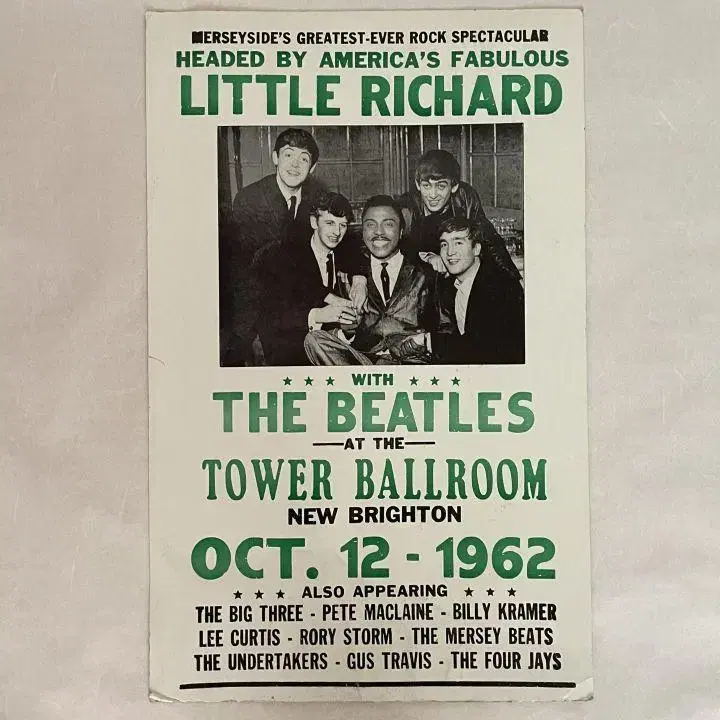 MERSEYSIDE'S GREATEST-EVER ROCK SPECTACULAR
HEADED BY AMERICA'S FABULOUS
LITTLE RICHARD
★ ★ ★ WITH ★ ★ ★
THE BEATLES
—AT THE—
TOWER BALLROOM
NEW BRIGHTON
OCT. 12 - 1962
★ ★ ★ ALSO APPEARING ★ ★ ★
THE BIG THREE - PETE MACLAINE - BILLY KRAMER
LEE CURTIS - RORY STORM - THE MERSEY BEATS
THE UNDERTAKERS - GUS TRAVIS - THE FOUR JAYS